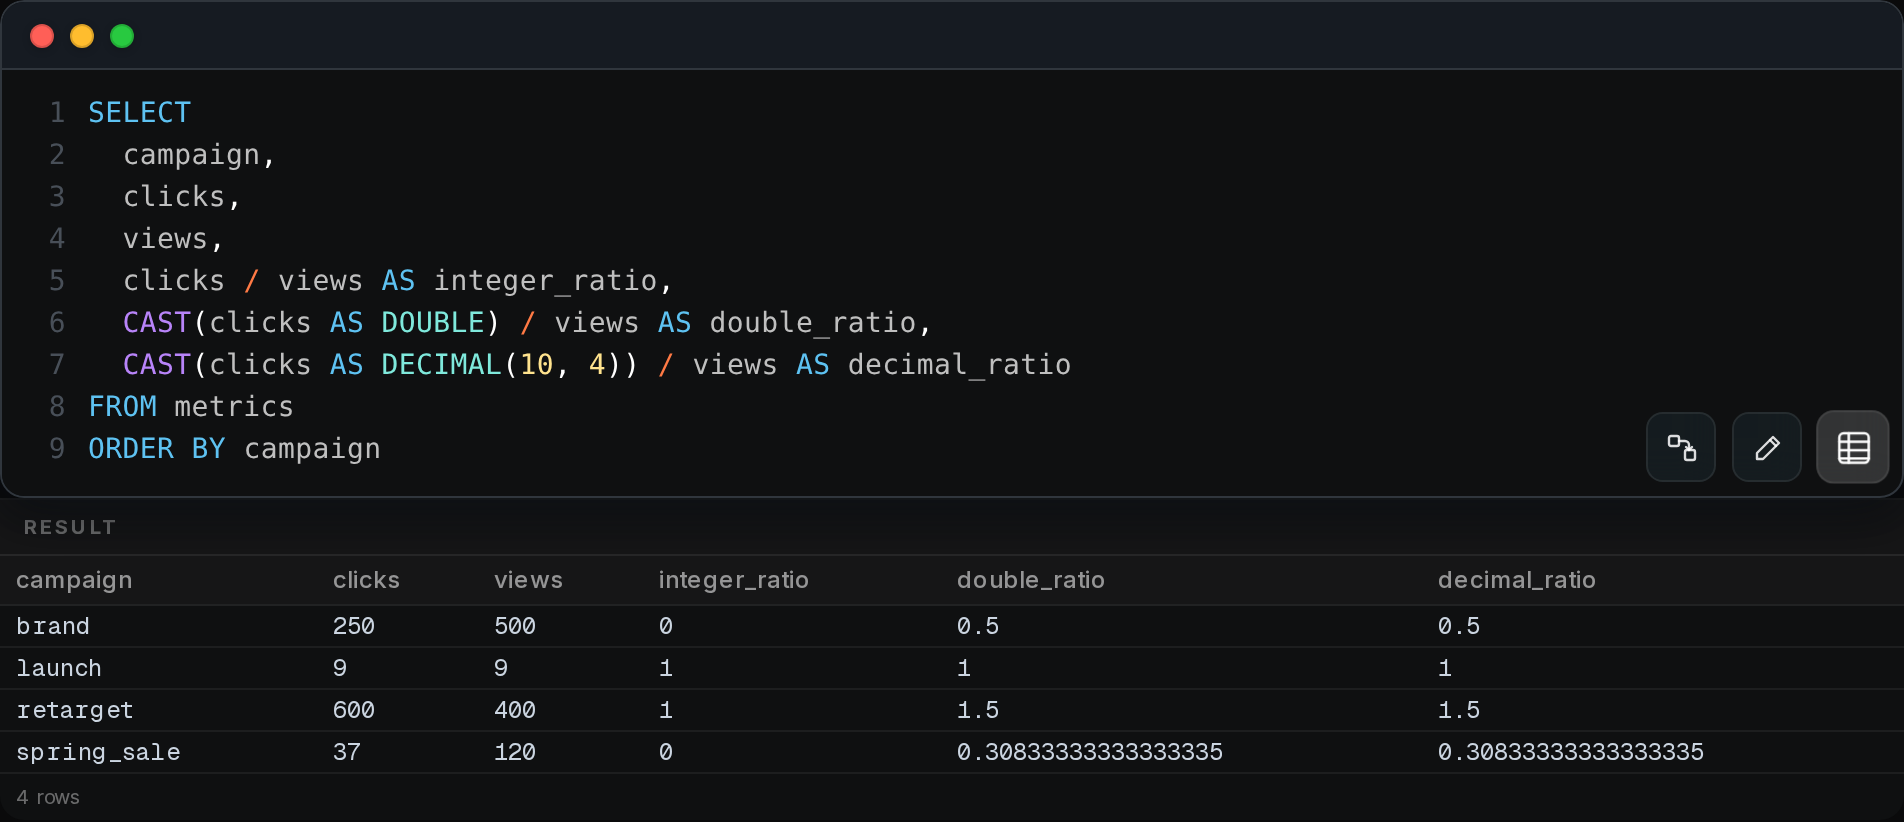 1 SELECT
2   campaign,
3   clicks,
4   views,
5   clicks / views AS integer_ratio,
6   CAST(clicks AS DOUBLE) / views AS double_ratio,
7   CAST(clicks AS DECIMAL(10, 4)) / views AS decimal_ratio
8 FROM metrics
9 ORDER BY campaign
RESULT
campaign clicks views integer_ratio double_ratio decimal_ratio
brand 250 500 0 0.5 0.5
launch 9 9 1 1 1
retarget 600 400 1 1.5 1.5
spring_sale 37 120 0 0.30833333333333335 0.30833333333333335
4 rows